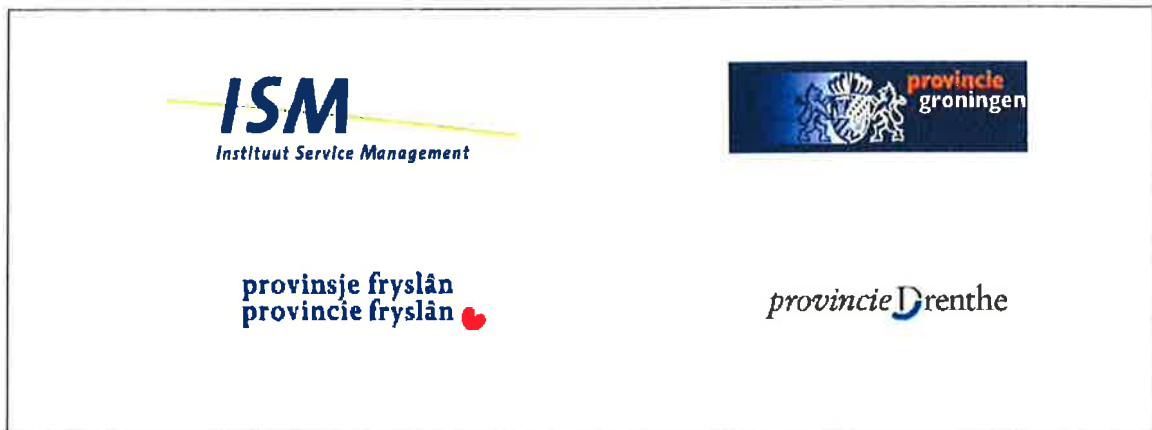 ISM
Instituut Service Management
provincie
groningen
provinsje fryslân
provincie fryslân
provincie Drenthe